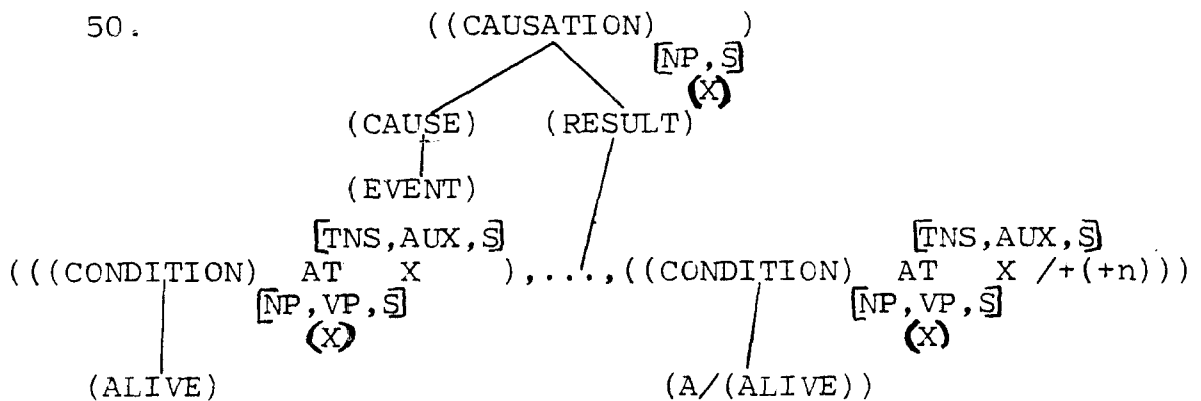 50. ((CAUSATION) )
[NP,S]
(X)
(CAUSE) (RESULT)
(EVENT)
[TNS,AUX,S] [TNS,AUX,S]
(((CONDITION) AT X ),....,((CONDITION) AT X /+(+n)))
[NP,VP,S] [NP,VP,S]
(X) (X)
(ALIVE) (A/(ALIVE))